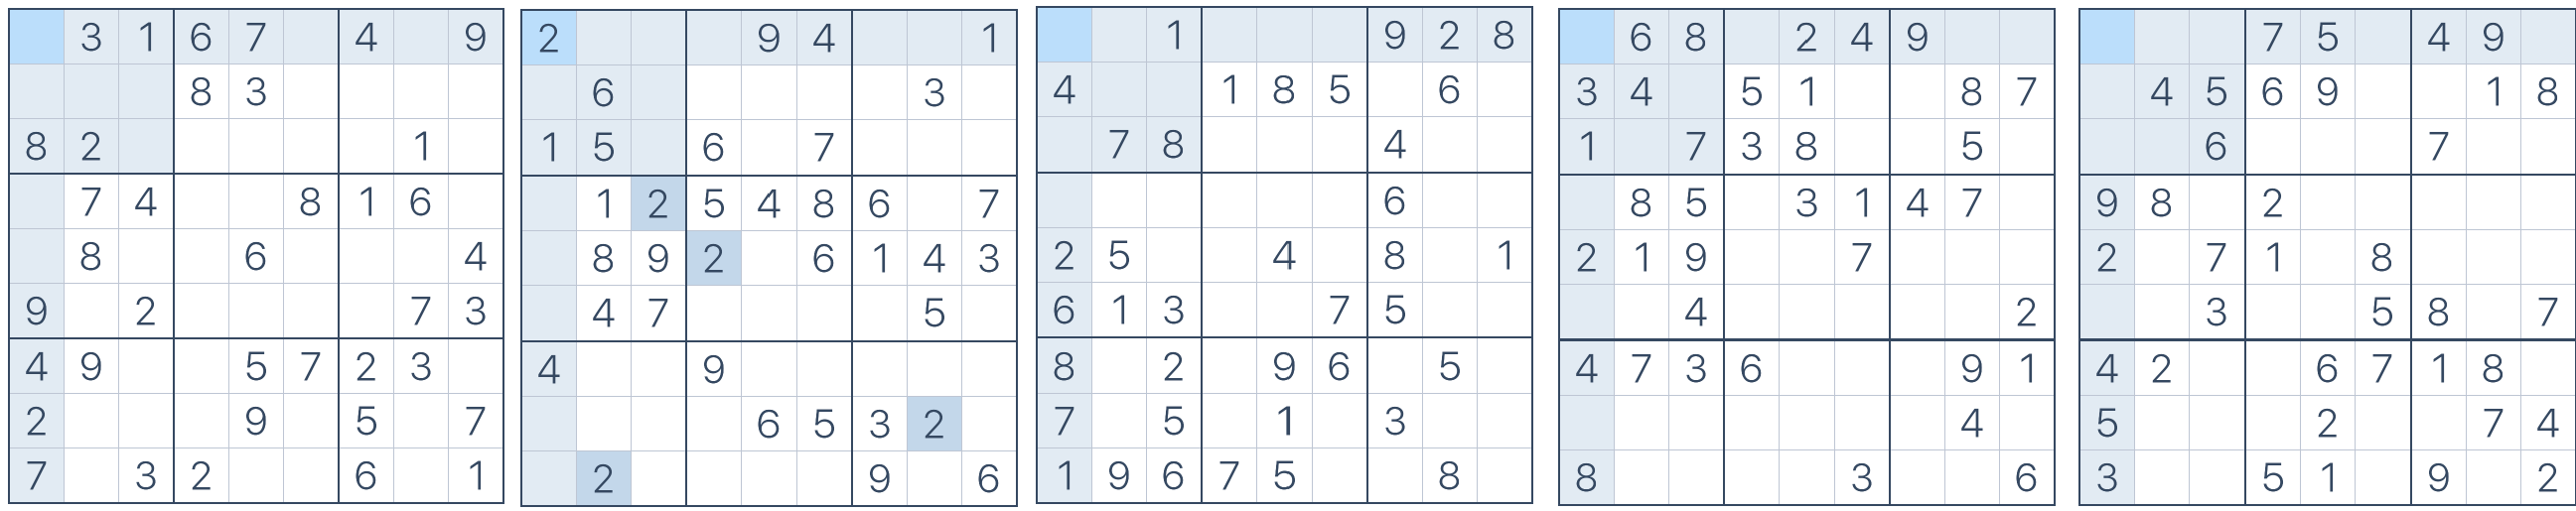 3 1 6 7 4 9
8 3
8 2 1
7 4 8 1 6
8 6 4
9 2 7 3
4 9 5 7 2 3
2 9 5 7
7 3 2 6 1
2 9 4 1
6 3
1 5 6 7
1 2 5 4 8 6 7
8 9 2 6 1 4 3
4 7 5
4 9
6 5 3 2
2 9 6
1 9 2 8
4 1 8 5 6
7 8 4
6
2 5 4 8 1
6 1 3 7 5
8 2 9 6 5
7 5 1 3
1 9 6 7 5 8
6 8 2 4 9
3 4 5 1 8 7
1 7 3 8 5
8 5 3 1 4 7
2 1 9 7
4 2
4 7 3 6 9 1
4
8 3 6
7 5 4 9
4 5 6 9 1 8
6 7
9 8 2
2 7 1 8
3 5 8 7
4 2 6 7 1 8
5 2 7 4
3 5 1 9 2